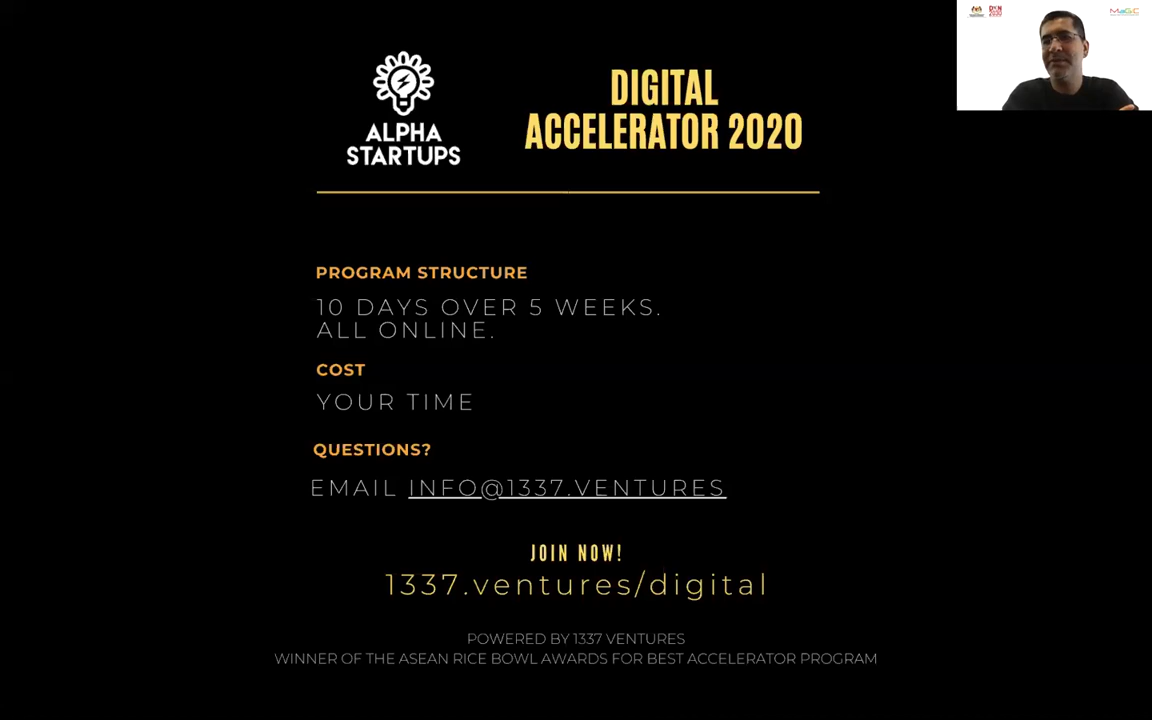 ALPHA
STARTUPS
DIGITAL
ACCELERATOR 2020
PROGRAM STRUCTURE
10 DAYS OVER 5 WEEKS.
ALL ONLINE.
COST
YOUR TIME
QUESTIONS?
EMAIL INFO@1337.VENTURES
JOIN NOW!
1337.ventures/digital
POWERED BY 1337 VENTURES
WINNER OF THE ASEAN RICE BOWL AWARDS FOR BEST ACCELERATOR PROGRAM
MaGIC